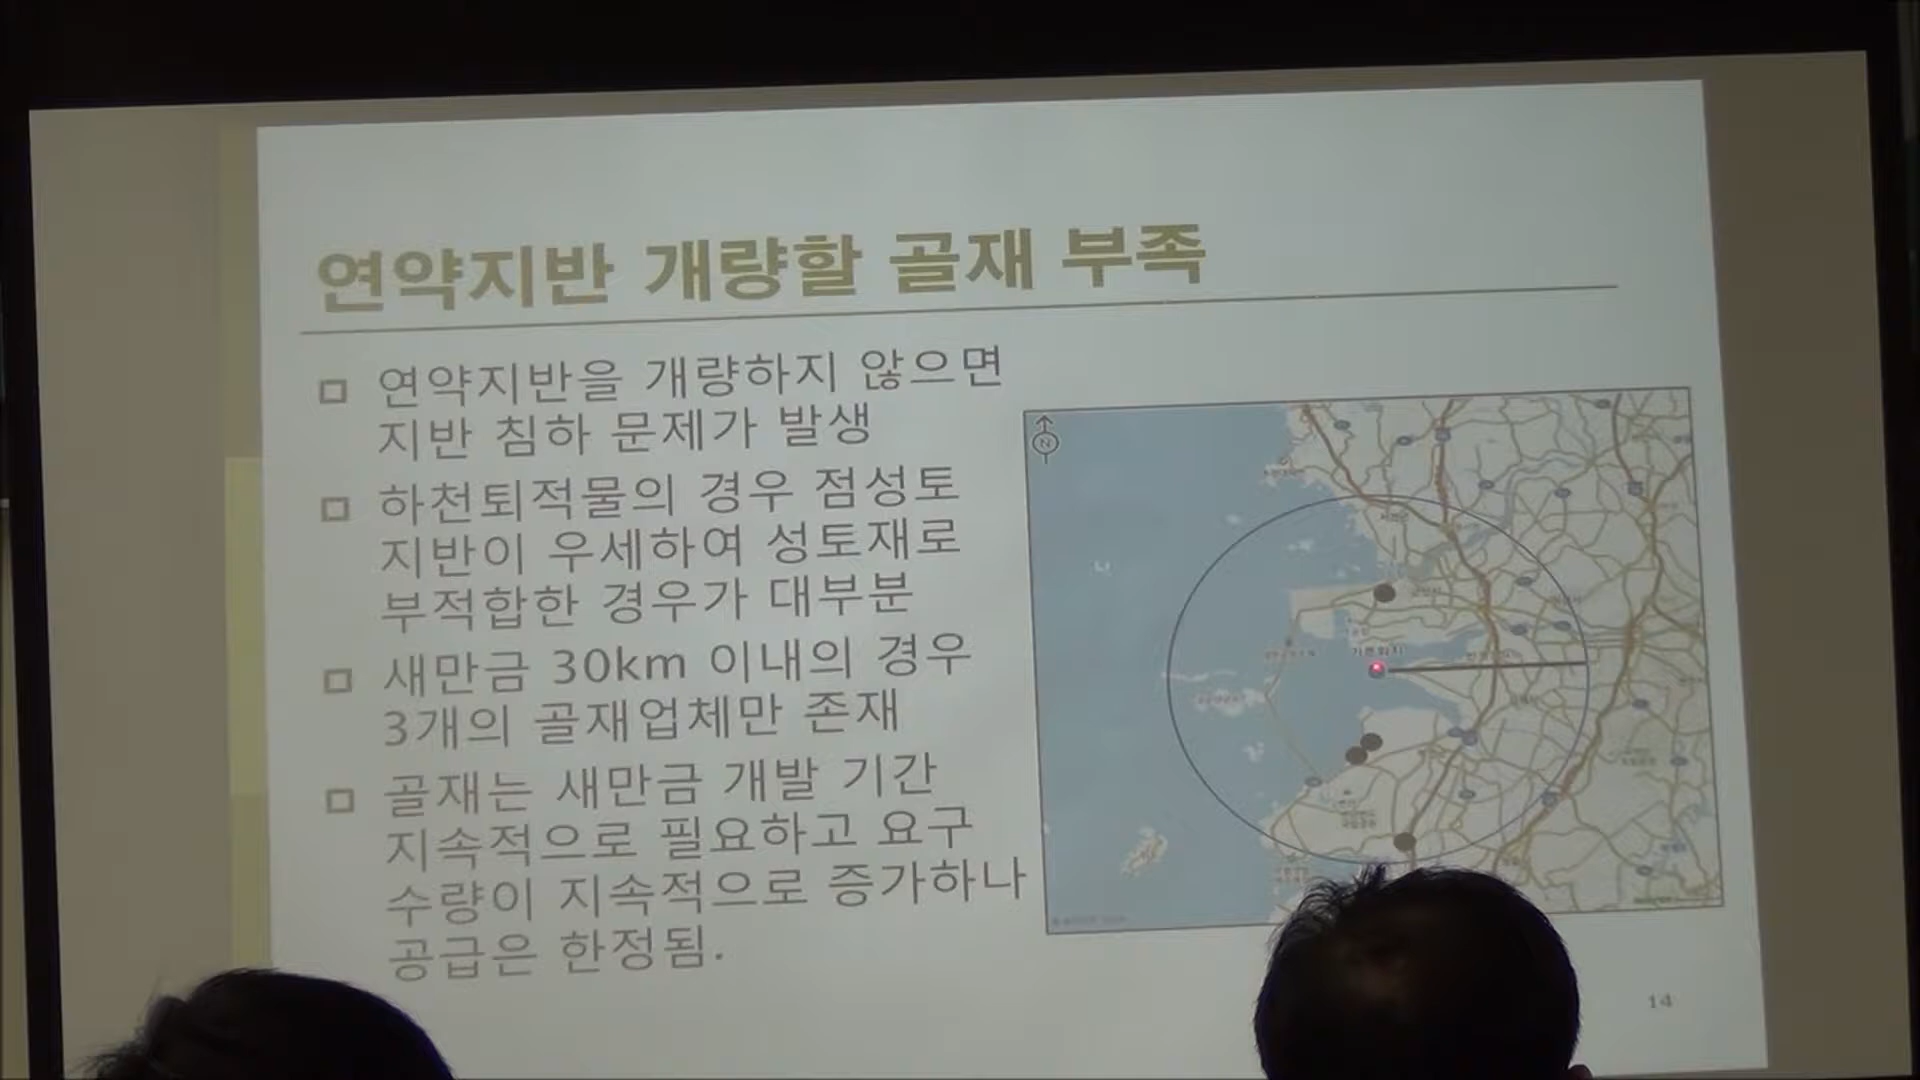 연약지반 개량할 골재 부족
□ 연약지반을 개량하지 않으면
지반 침하 문제가 발생
□ 하천퇴적물의 경우 점성토
지반이 우세하여 성토재로
부적합한 경우가 대부분
□ 새만금 30km 이내의 경우
3개의 골재업체만 존재
□ 골재는 새만금 개발 기간
지속적으로 필요하고 요구
수량이 지속적으로 증가하나
공급은 한정됨.
N
14